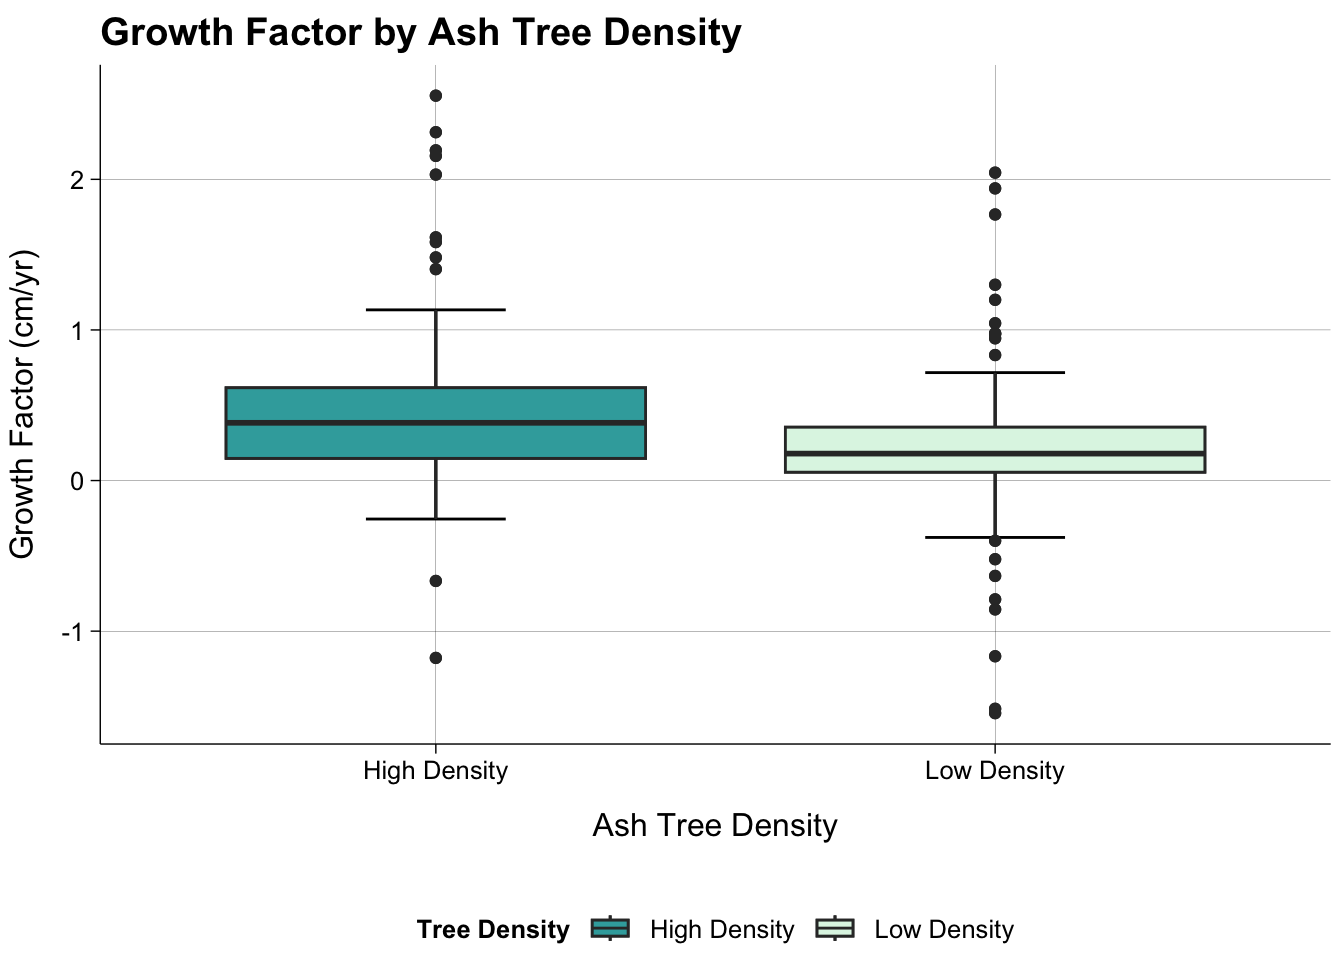 Growth Factor by Ash Tree Density
Growth Factor (cm/yr)
2
1
0
-1
High Density
Low Density
Ash Tree Density
Tree Density
High Density
Low Density